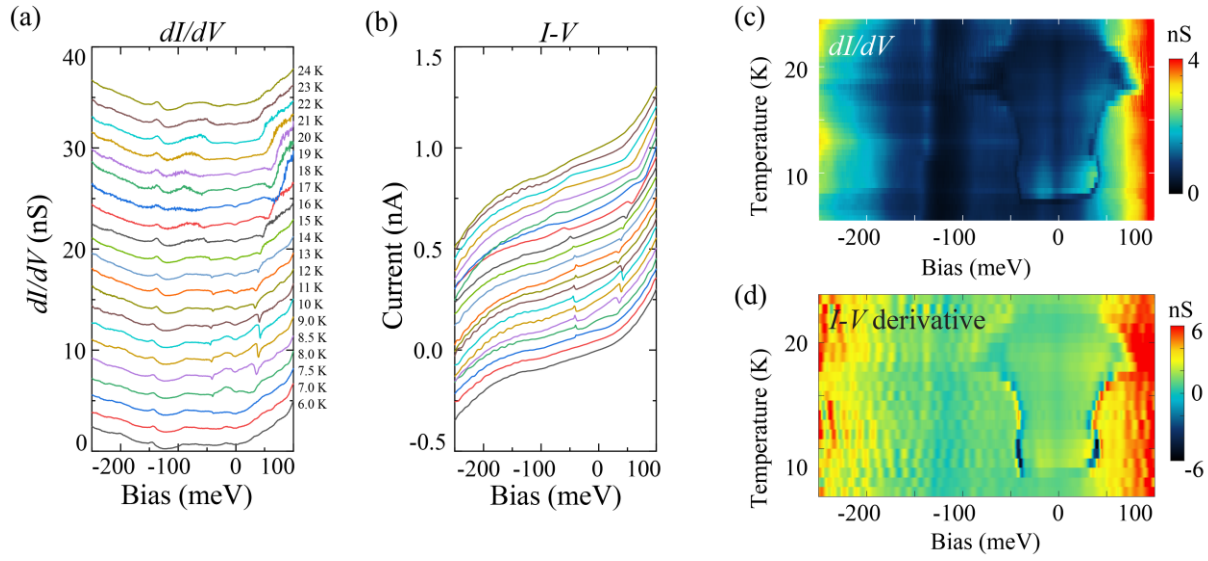 (a)
dI/dV
40
30
20
10
0
dI/dV (nS)
-200
-100
0
100
Bias (meV)
24 K
23 K
22 K
21 K
20 K
19 K
18 K
17 K
16 K
15 K
14 K
13 K
12 K
11 K
10 K
9.0 K
8.5 K
8.0 K
7.5 K
7.0 K
6.0 K
(b)
I-V
1.5
1.0
0.5
0.0
-0.5
Current (nA)
-200
-100
0
100
Bias (meV)
(c)
dI/dV
20
10
Temperature (K)
-200
-100
0
100
Bias (meV)
nS
4
0
(d)
I-V derivative
20
10
Temperature (K)
-200
-100
0
100
Bias (meV)
nS
6
0
-6